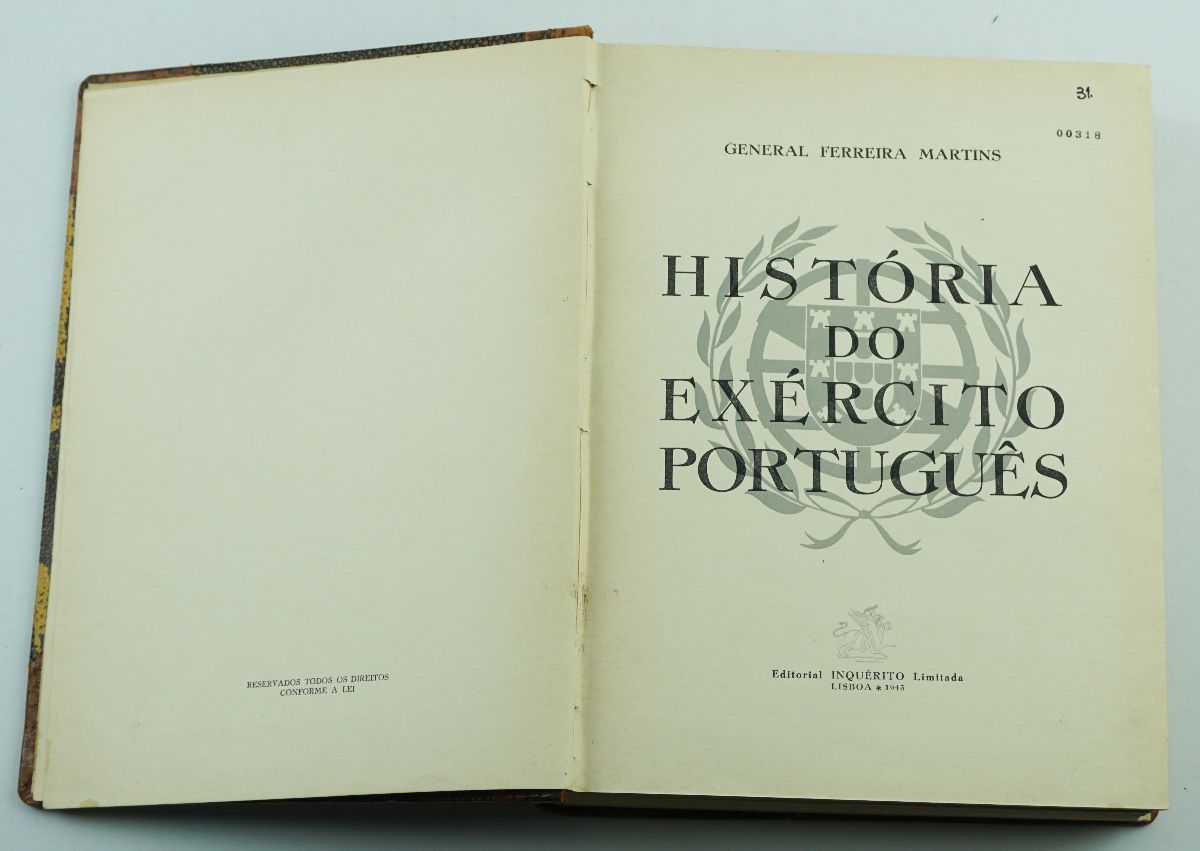 RESERVADOS TODOS OS DIREITOS
CONFORME A LEI
31.
00318
GENERAL FERREIRA MARTINS
HISTÓRIA
DO
EXÉRCITO
PORTUGUÊS
Editorial INQUÉRITO Limitada
LISBOA * 1945